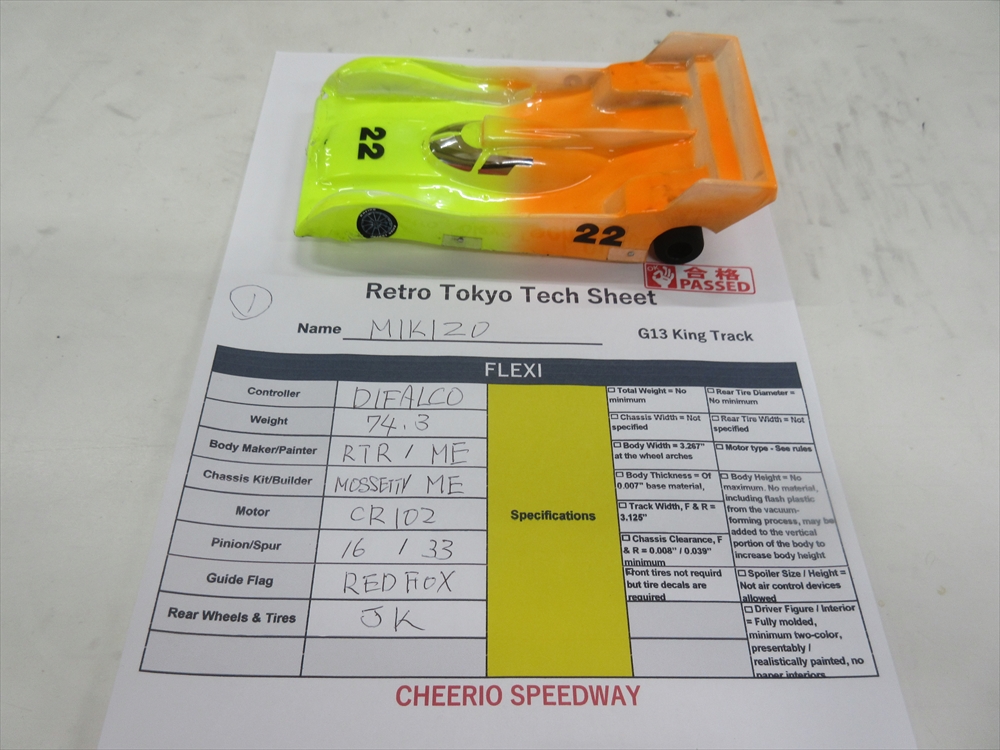 22
22
合格
PASSED
Retro Tokyo Tech Sheet
1
Name MIKIZO
G13 King Track
FLEXI
Controller DIFALCO
Weight 74.3
Body Maker/Painter RTR / ME
Chassis Kit/Builder MOSSETTI ME
Motor CR102
Pinion/Spur 16 / 33
Guide Flag REDFOX
Rear Wheels & Tires JK
Specifications
☐ Total Weight = No
minimum
☐ Chassis Width = Not
specified
☐ Body Width = 3.267"
at the wheel arches
☐ Body Thickness = Of
0.007" base material,
☐ Track Width, F & R =
3.125"
☐ Chassis Clearance, F
& R = 0.008" / 0.039"
minimum
Front tires not requird
but tire decals are
required
☐ Rear Tire Diameter =
No minimum
☐ Rear Tire Width = Not
specified
☐ Motor type - See rules
☐ Body Height = No
maximum. No material,
including flash plastic
from the vacuum-
forming process, may be
added to the vertical
portion of the body to
increase body height
☐ Spoiler Size / Height =
Not air control devices
allowed
☐ Driver Figure / Interior
= Fully molded,
minimum two-color,
presentably /
realistically painted, no
paper interiors
CHEERIO SPEEDWAY